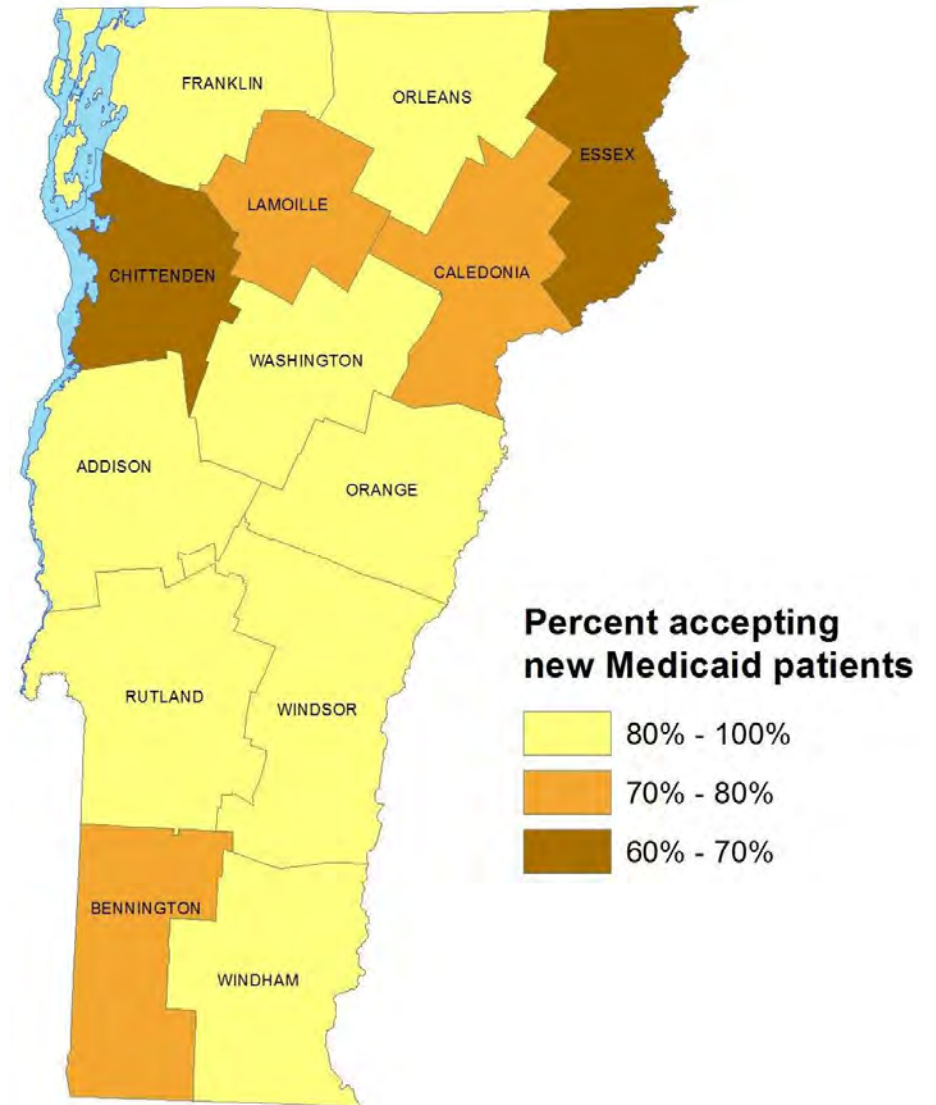 FRANKLIN
ORLEANS
ESSEX
LAMOILLE
CHITTENDEN
CALEDONIA
WASHINGTON
ADDISON
ORANGE
RUTLAND
WINDSOR
BENNINGTON
WINDHAM
Percent accepting
new Medicaid patients
80% - 100%
70% - 80%
60% - 70%